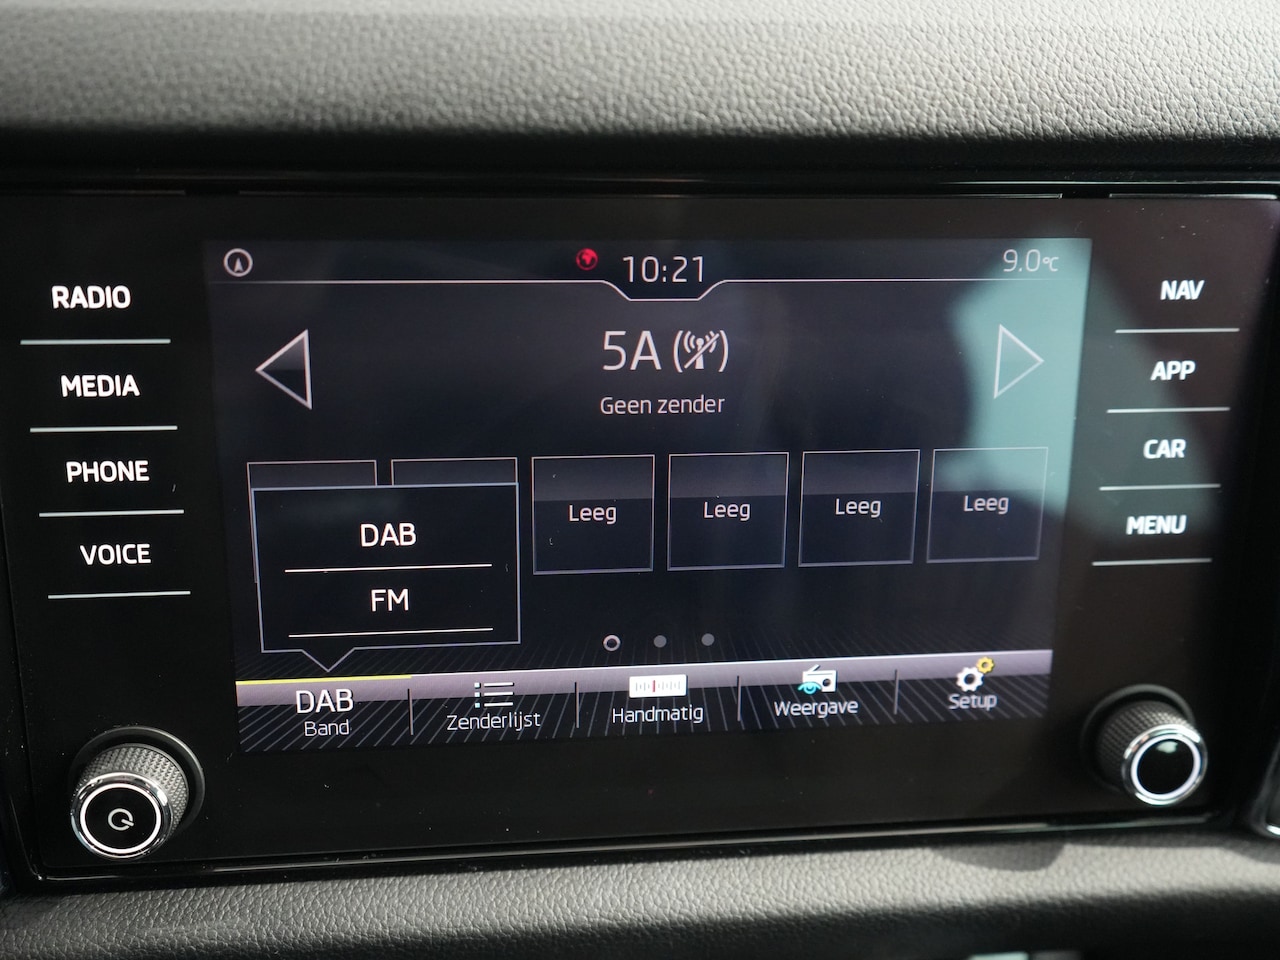 10:21
9.0°C
RADIO
MEDIA
PHONE
VOICE
5A
Geen zender
Leeg
Leeg
Leeg
Leeg
DAB
FM
DAB
Band
Zenderlijst
Handmatig
Weergave
Setup
NAV
APP
CAR
MENU